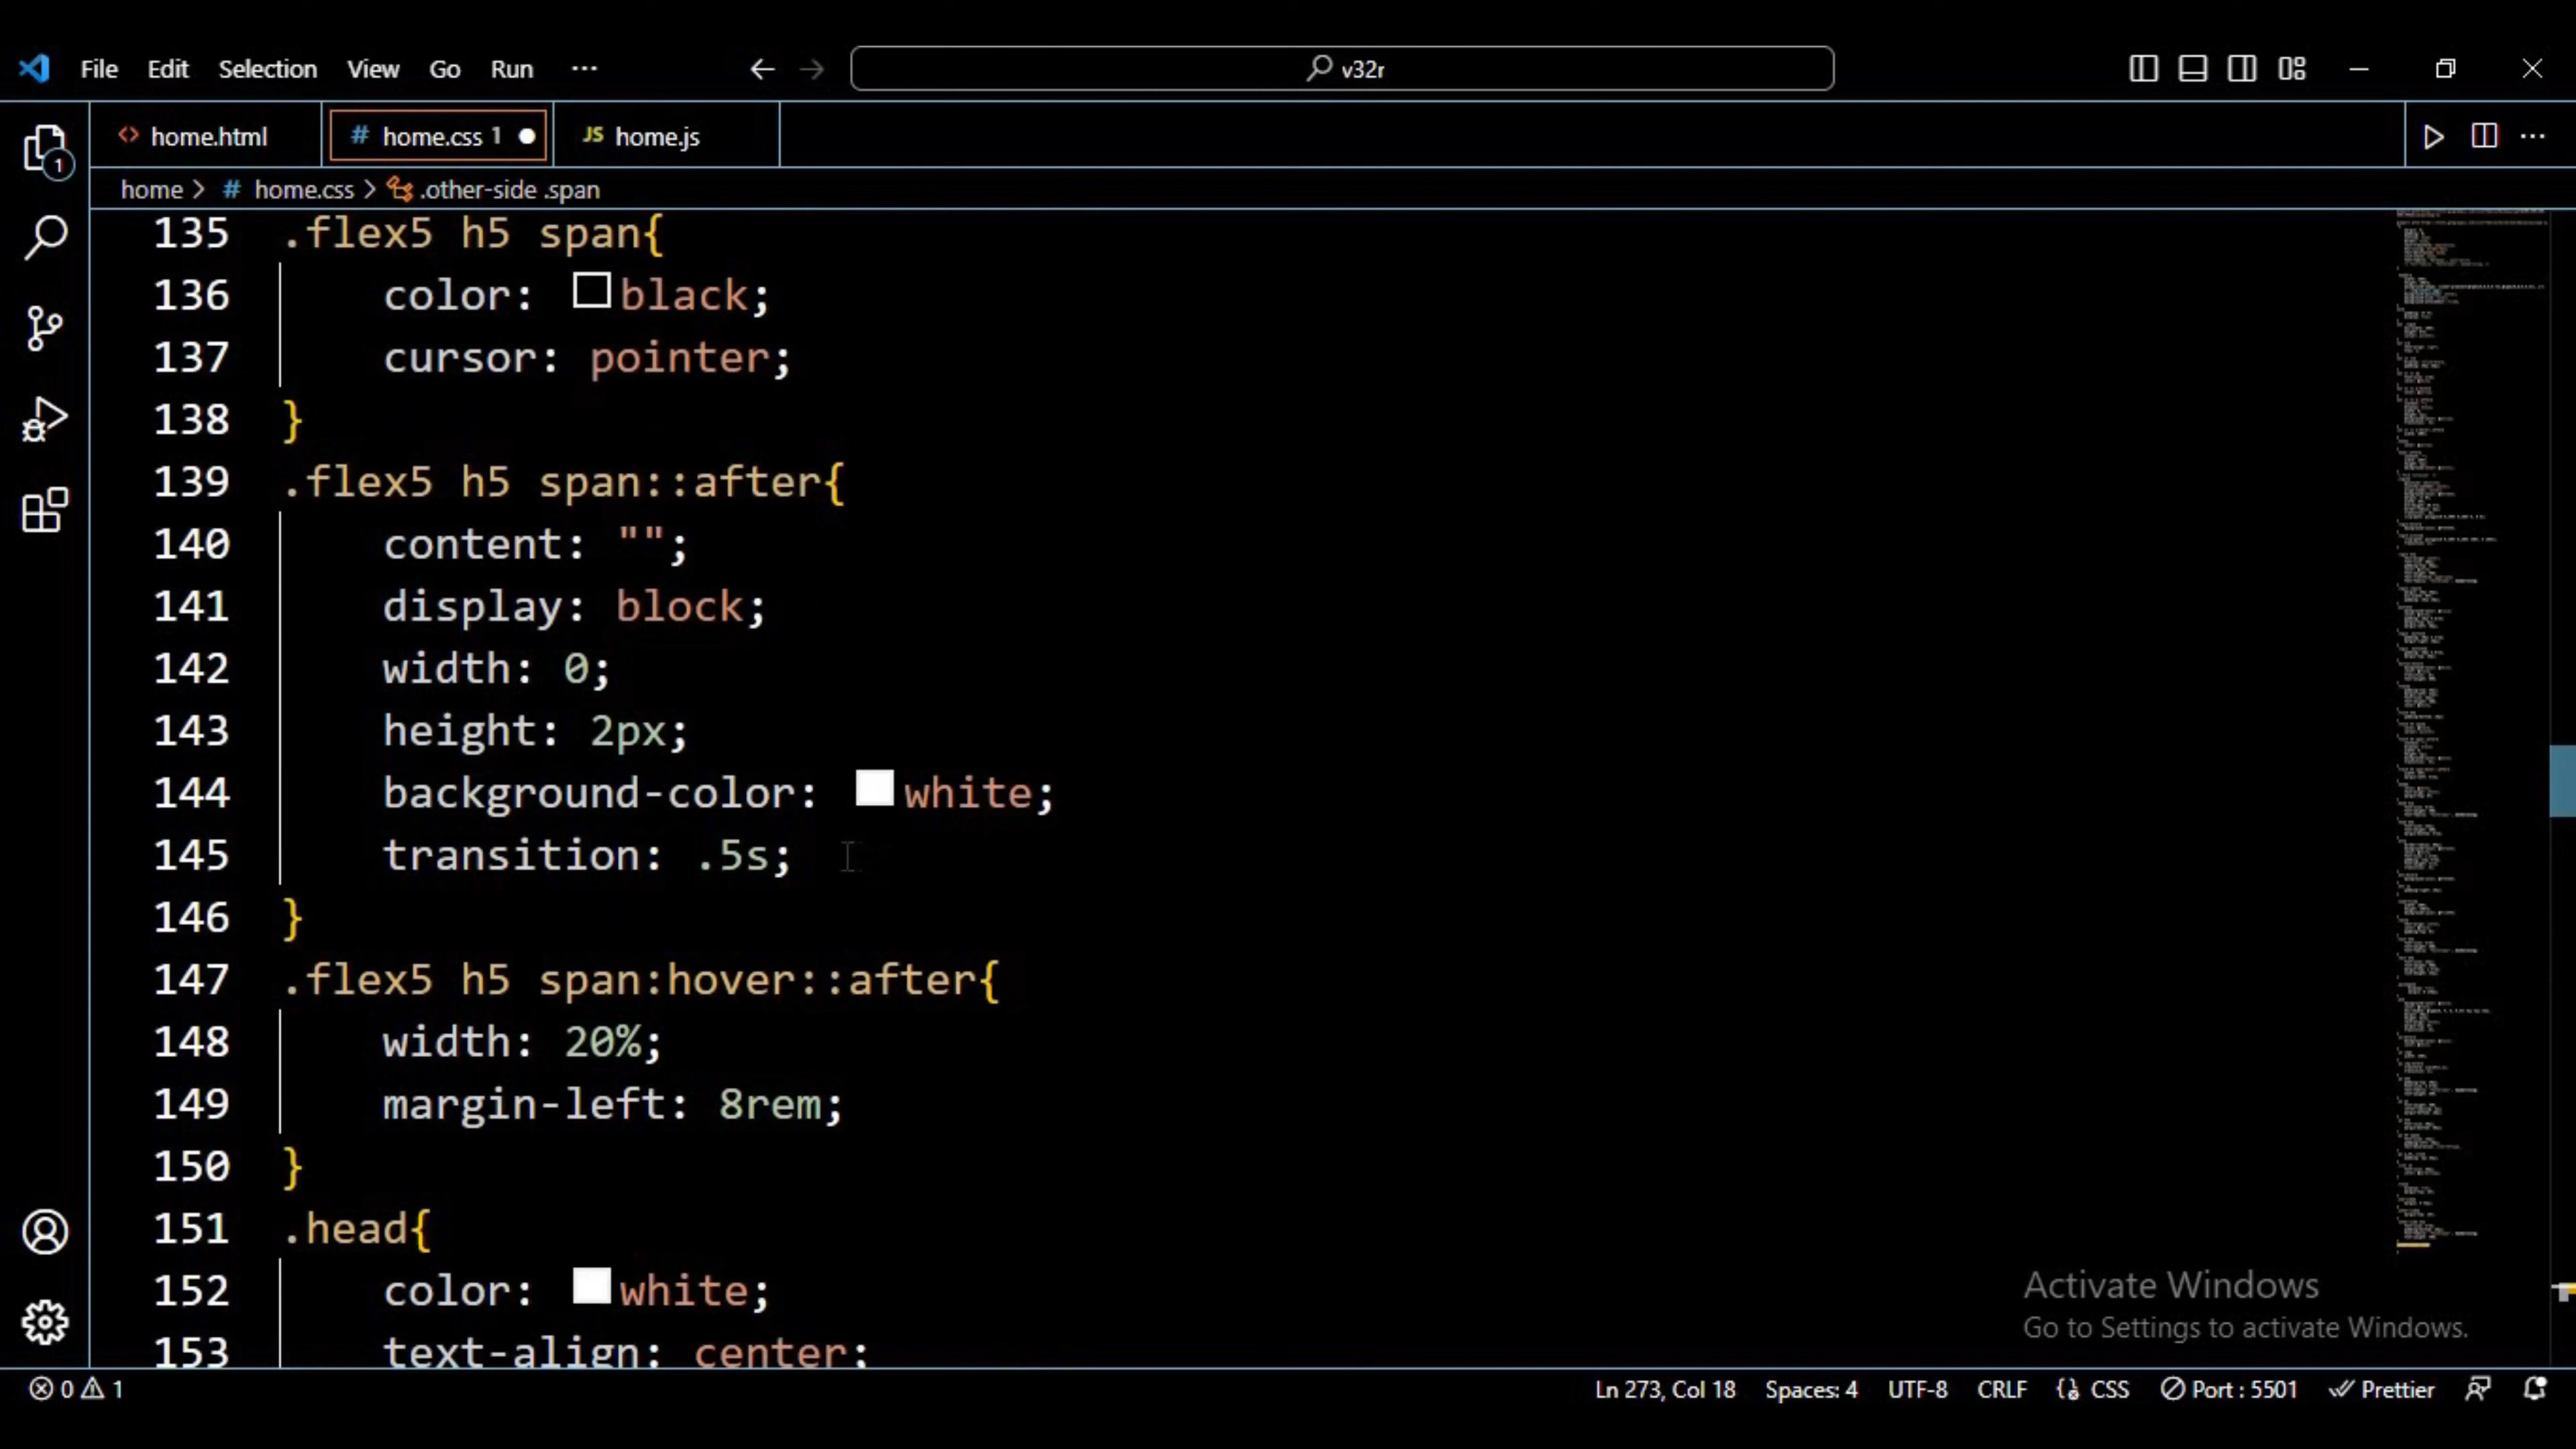 File Edit Selection View Go Run ··· v32r
home.html # home.css 1 JS home.js
home > # home.css > .other-side .span
135 .flex5 h5 span{
136 color: black;
137 cursor: pointer;
138 }
139 .flex5 h5 span::after{
140 content: "";
141 display: block;
142 width: 0;
143 height: 2px;
144 background-color: white;
145 transition: .5s;
146 }
147 .flex5 h5 span:hover::after{
148 width: 20%;
149 margin-left: 8rem;
150 }
151 .head{
152 color: white;
153 text-align: center;
Activate Windows
Go to Settings to activate Windows.
0 1 Ln 273, Col 18 Spaces: 4 UTF-8 CRLF CSS Port : 5501 Prettier
1